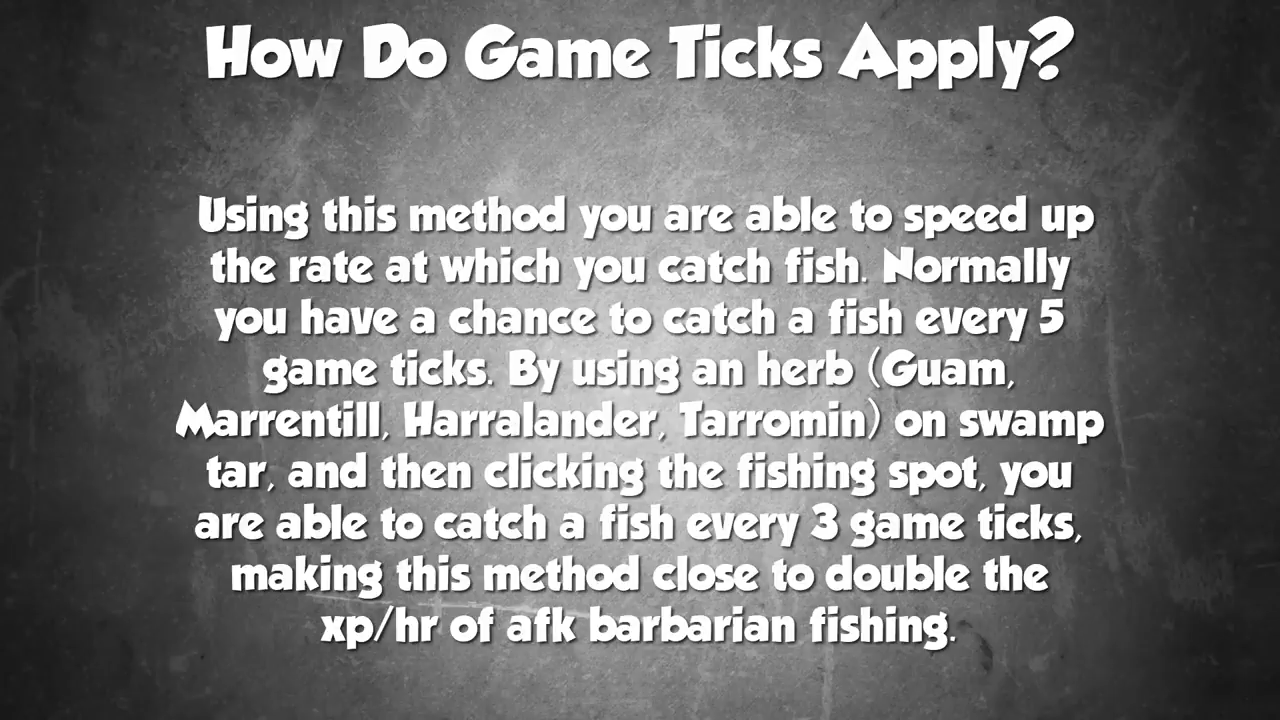 How Do Game Ticks Apply?
Using this method you are able to speed up
the rate at which you catch fish. Normally
you have a chance to catch a fish every 5
game ticks. By using an herb (Guam,
Marrentill, Harralander, Tarromin) on swamp
tar, and then clicking the fishing spot, you
are able to catch a fish every 3 game ticks,
making this method close to double the
xp/hr of afk barbarian fishing.